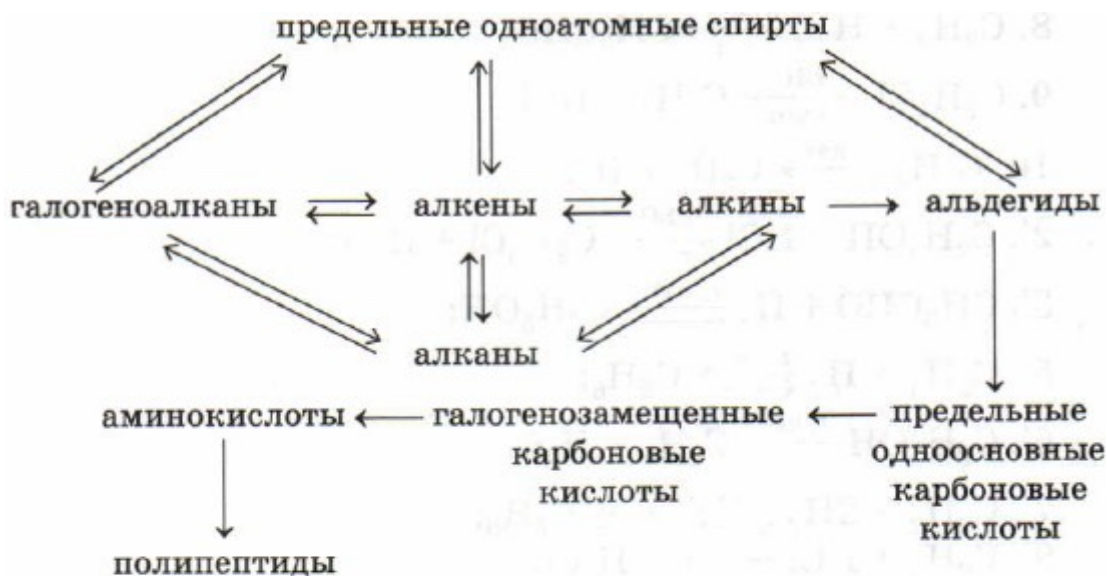 предельные одноатомные спирты
галогеноалканы алкены алкины альдегиды
алканы
аминокислоты галогенозамещенные предельные
карбоновые одноосновные
кислоты карбоновые
кислоты
полипептиды